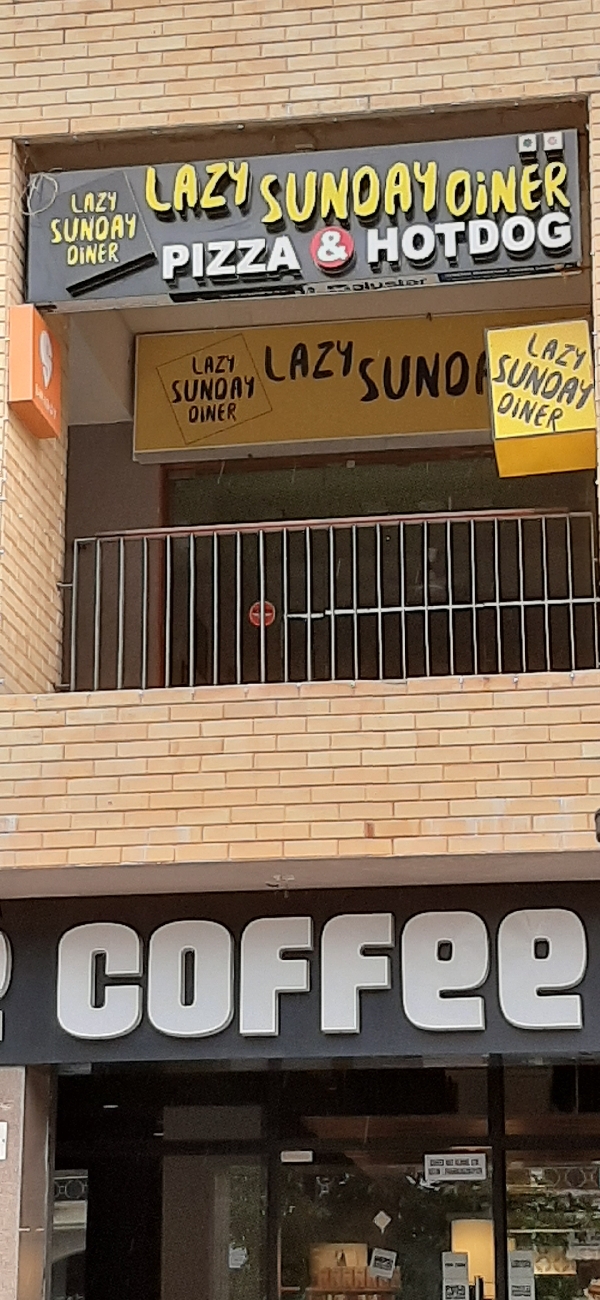 LAZY
SUNDAY
DINER
LAZY SUNDAY DINER
PIZZA & HOTDOG
LAZY
SUNDAY
DINER
LAZY SUNDA
LAZY
SUNDAY
DINER
COFFEE